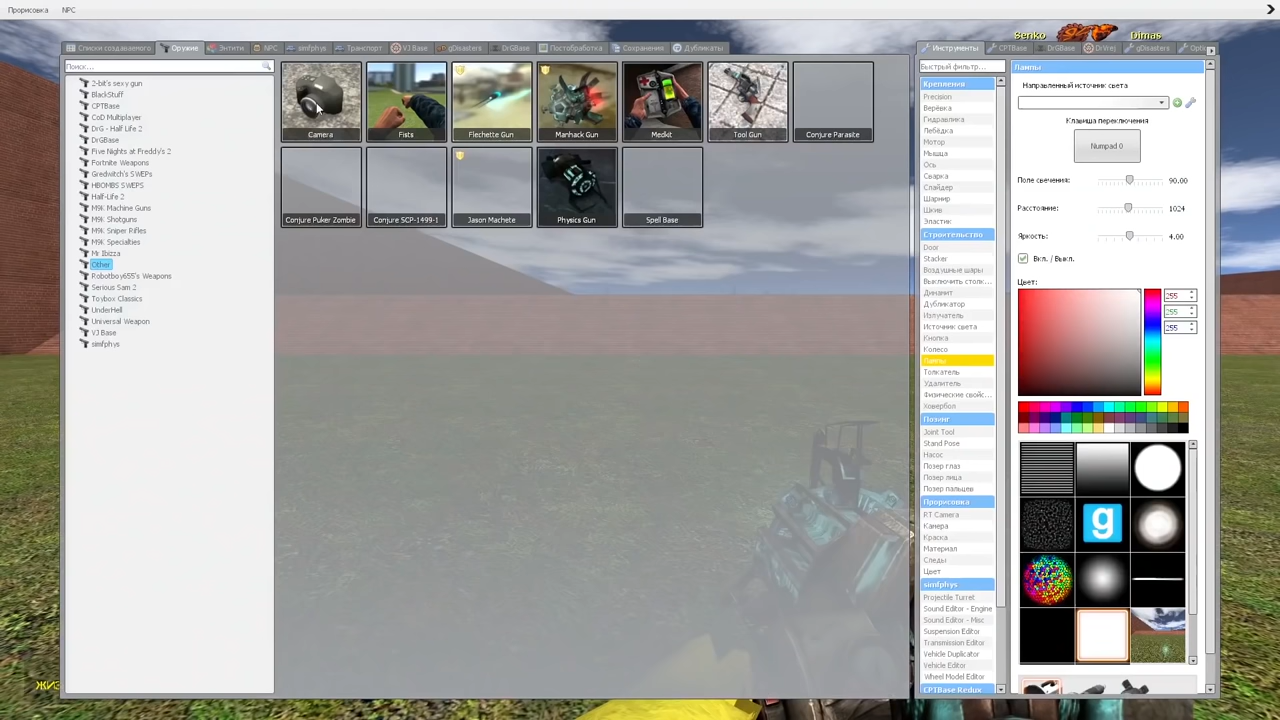 Прорисовка NPC
Senko Dimas
Списки создаваемого Оружие Энтити NPC simfphys Транспорт VJ Base gDisasters DrGBase Постобработка Сохранения Дубликаты
Поиск...
2-bit's sexy gun
BlackStuff
CPTBase
CoD Multiplayer
DrG - Half Life 2
DrGBase
Five Nights at Freddy's 2
Fortnite Weapons
Gredwitch's SWEPs
HBOMBS SWEPS
Half-Life 2
M9K Machine Guns
M9K Shotguns
M9K Sniper Rifles
M9K Specialties
Mr Ibizza
Other
Robotboy655's Weapons
Serious Sam 2
Toybox Classics
UnderHell
Universal Weapon
VJ Base
simfphys
Camera Fists Flechette Gun Manhack Gun Medkit Tool Gun Conjure Parasite
Conjure Puker Zombie Conjure SCP-1499-1 Jason Machete Physics Gun Spell Base
Инструменты CPTBase DrGBase DrVrej gDisasters
Быстрый фильтр...
Крепления
Precision
Верёвка
Гидравлика
Лебёдка
Мотор
Мышца
Ось
Сварка
Слайдер
Шарнир
Шкив
Эластик
Строительство
Door
Stacker
Воздушные шары
Выключить столк...
Динамит
Дубликатор
Излучатель
Источник света
Кнопка
Колесо
Лампы
Толкатель
Удалитель
Физические свойс...
Ховербол
Позинг
Joint Tool
Stand Pose
Насос
Позер глаз
Позер лица
Позер пальцев
Прорисовка
RT Camera
Камера
Краска
Материал
Следы
Цвет
simfphys
Projectile Turret
Sound Editor - Engine
Sound Editor - Misc
Suspension Editor
Transmission Editor
Vehicle Duplicator
Vehicle Editor
Wheel Model Editor
CPTBase Redux
Лампы
Направленный источник света
Клавиша переключения
Numpad 0
Поле свечения: 90.00
Расстояние: 1024
Яркость: 4.00
Вкл. / Выкл.
Цвет:
255
255
255
g